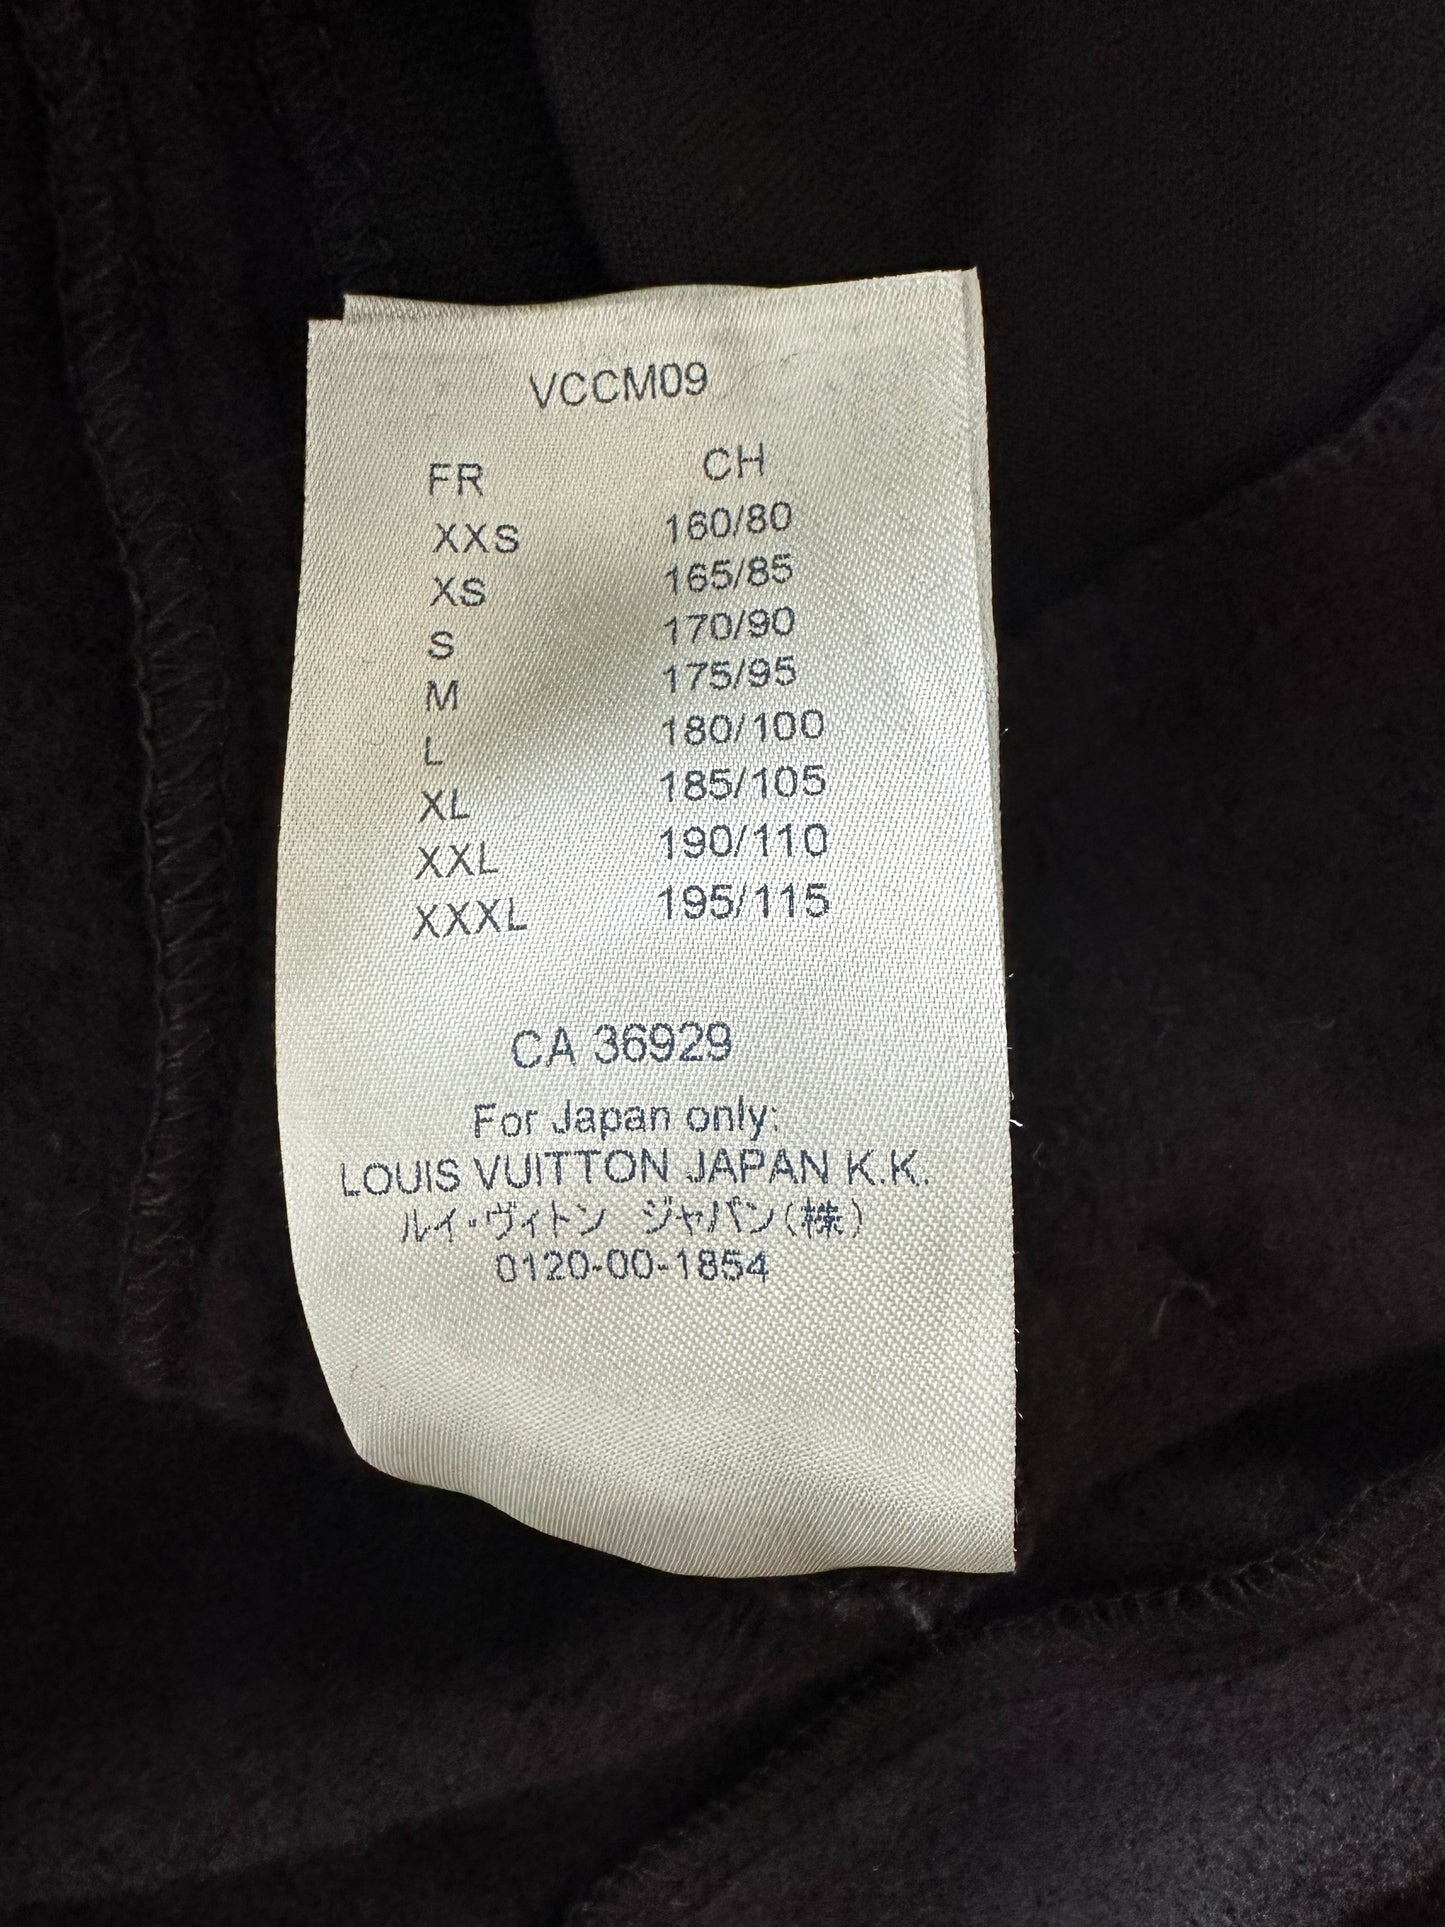 VCCM09
FR CH
XXS 160/80
XS 165/85
S 170/90
M 175/95
L 180/100
XL 185/105
XXL 190/110
XXXL 195/115
CA 36929
For Japan only:
LOUIS VUITTON JAPAN K.K.
ルイ・ヴィトン ジャパン(株)
0120-00-1854